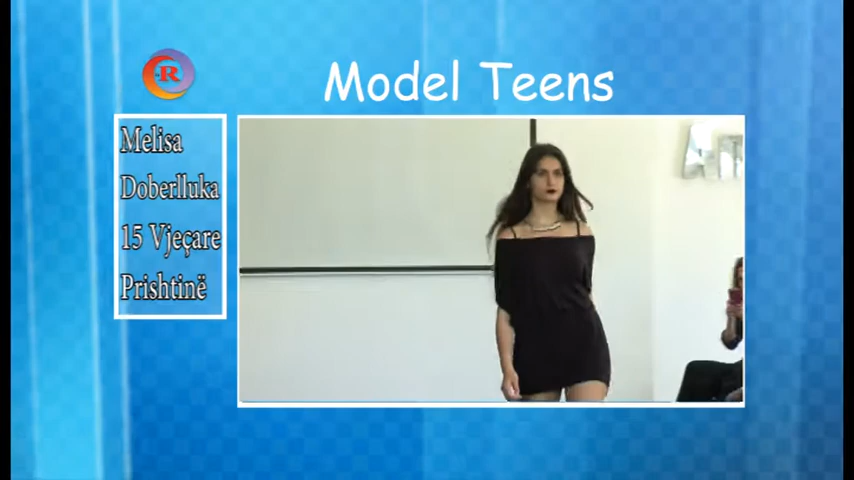 R
Model Teens
Melisa
Doberlluka
15 Vjeçare
Prishtinë